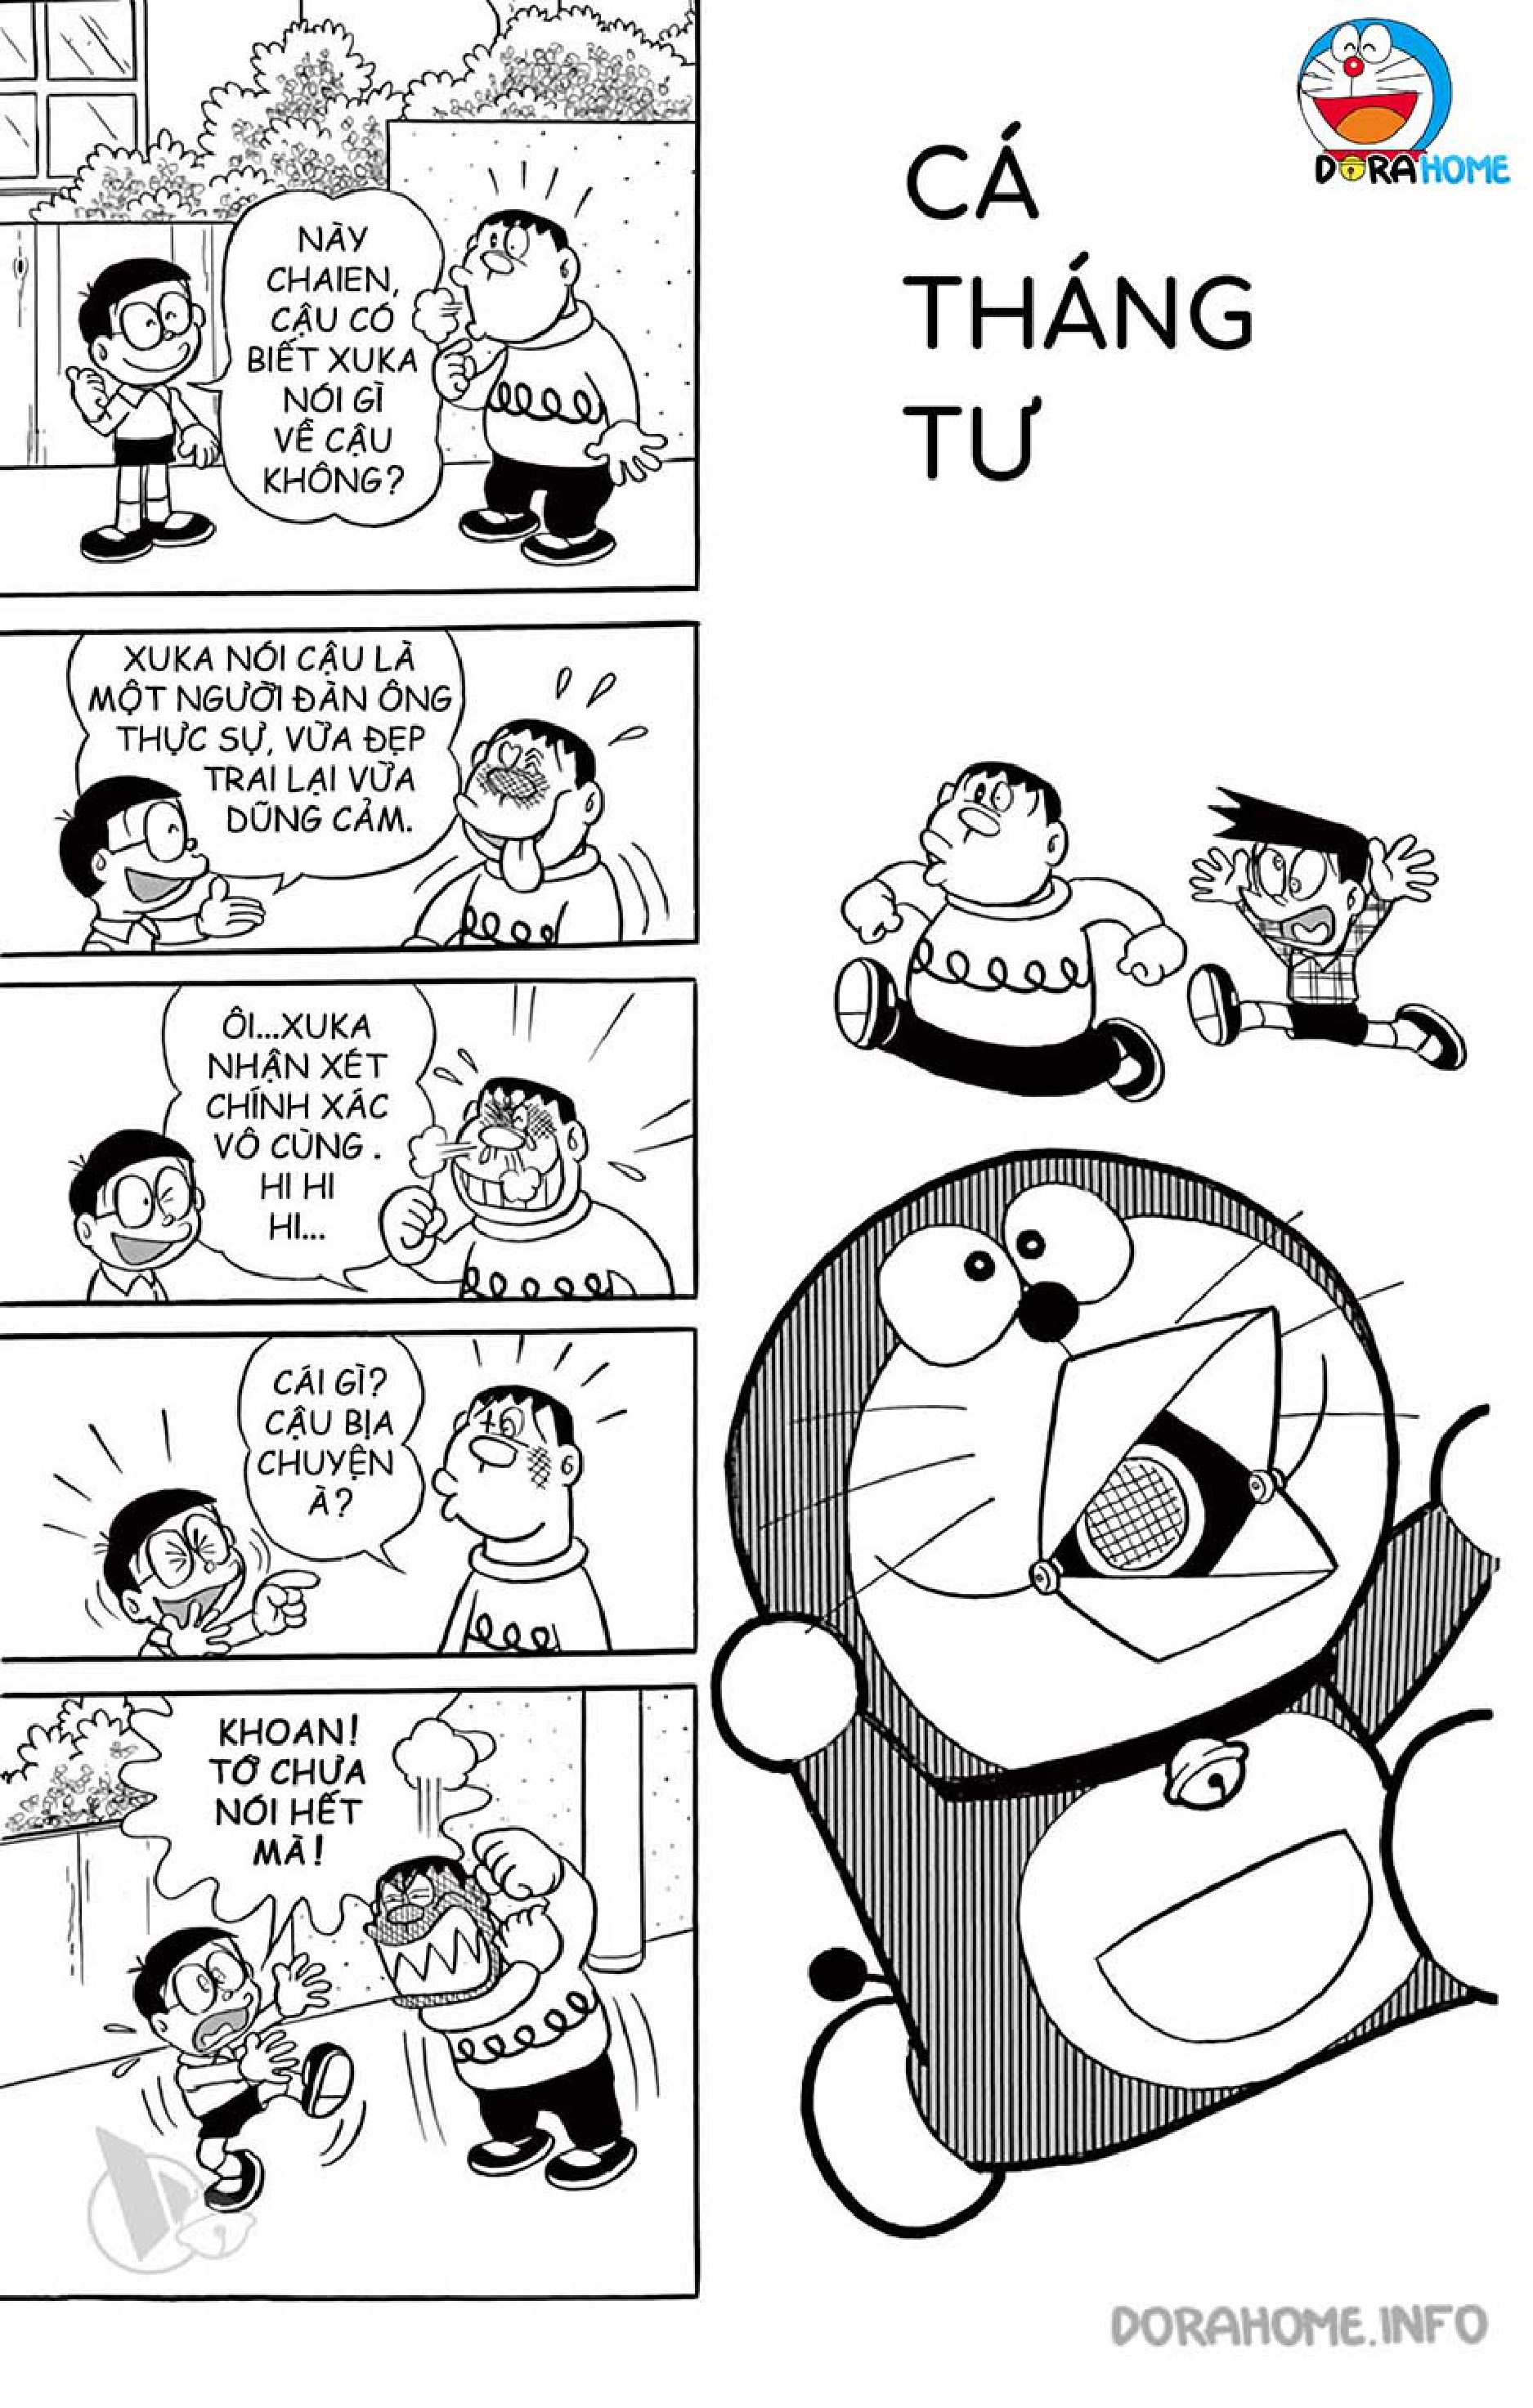 CÁ
THÁNG
TƯ
DORAHOME
NÀY
CHAIEN,
CẬU CÓ
BIẾT XUKA
NÓI GÌ
VỀ CẬU
KHÔNG?
XUKA NÓI CẬU LÀ
MỘT NGƯỜI ĐÀN ÔNG
THỰC SỰ, VỪA ĐẸP
TRAI LẠI VỪA
DŨNG CẢM.
ÔI...XUKA
NHẬN XÉT
CHÍNH XÁC
VÔ CÙNG .
HI HI
HI...
CÁI GÌ?
CẬU BỊA
CHUYỆN
À?
KHOAN!
TỚ CHƯA
NÓI HẾT
MÀ!
DORAHOME.INFO